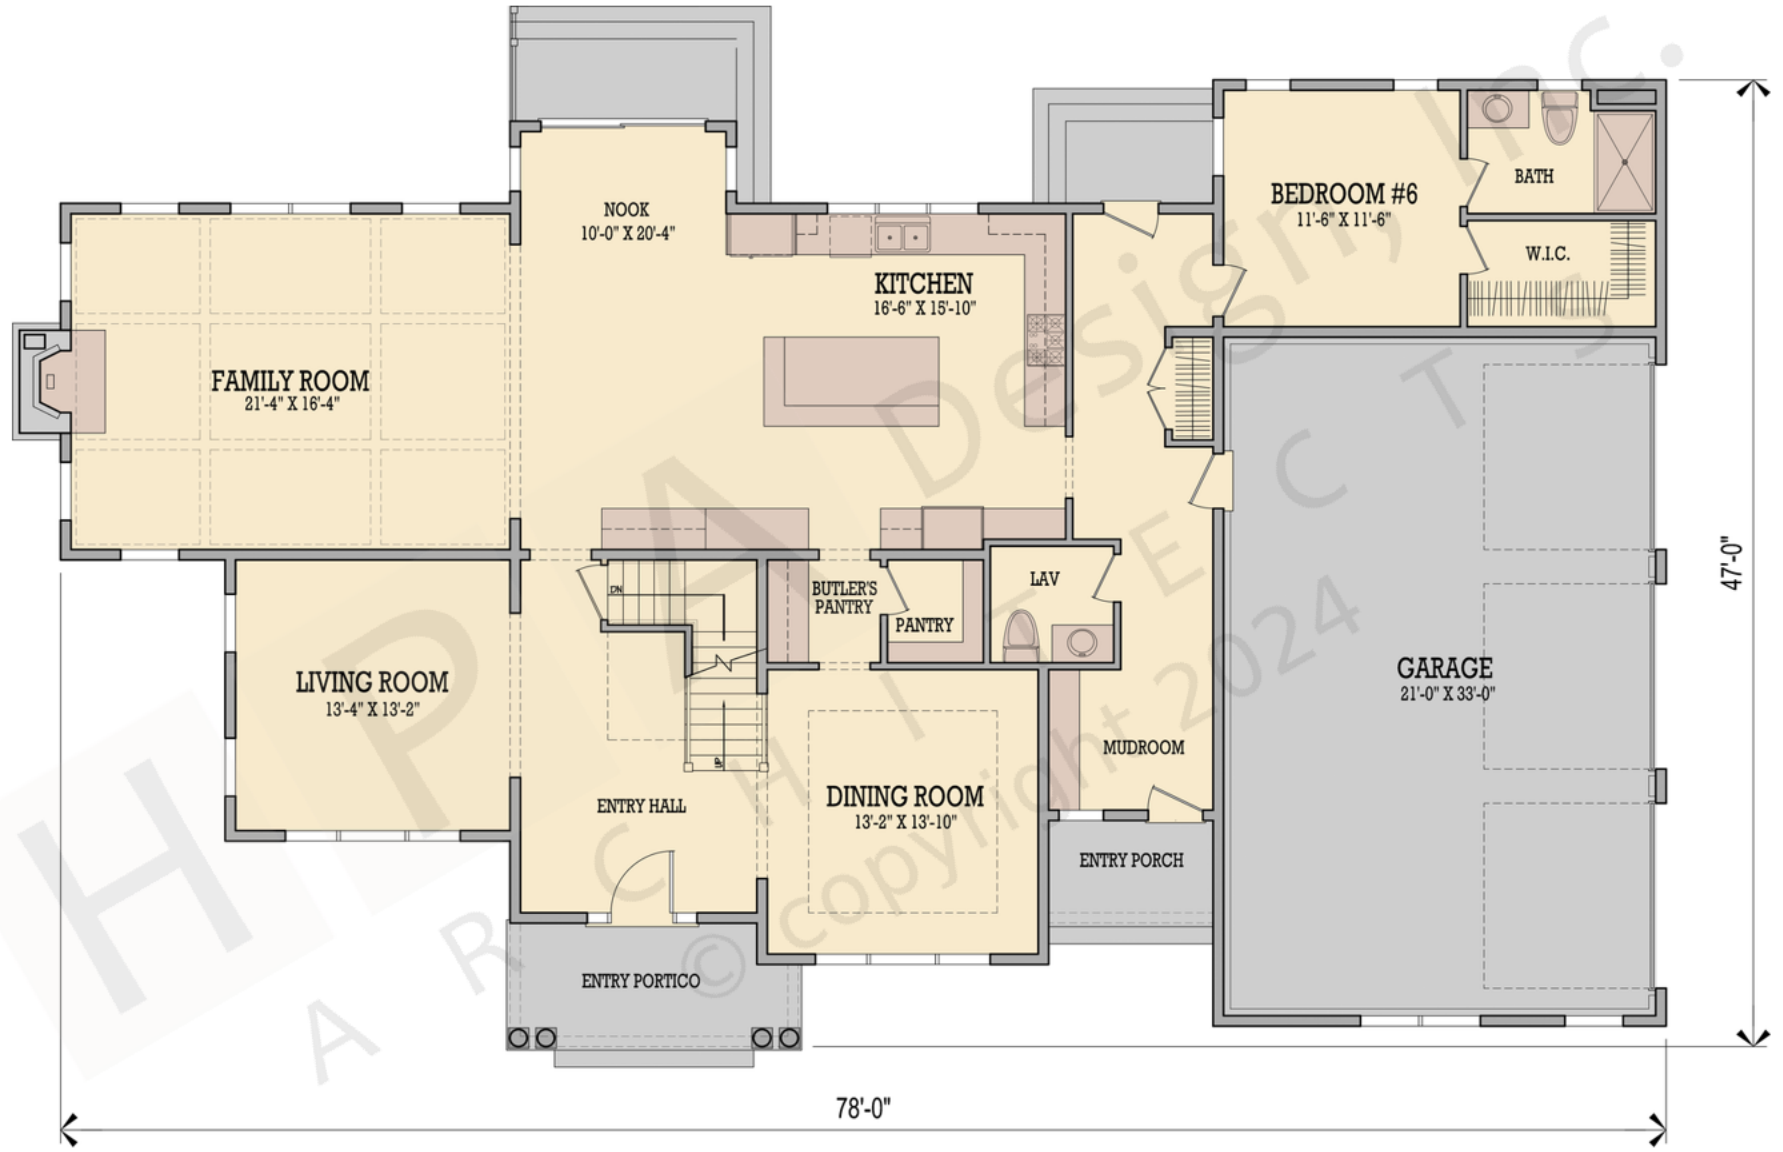 NOOK
10'-0" X 20'-4"
KITCHEN
16'-6" X 15'-10"
BEDROOM #6
11'-6" X 11'-6"
BATH
W.I.C.
FAMILY ROOM
21'-4" X 16'-4"
DN
BUTLER'S
PANTRY
PANTRY
LAV
LIVING ROOM
13'-4" X 13'-2"
UP
ENTRY HALL
DINING ROOM
13'-2" X 13'-10"
MUDROOM
GARAGE
21'-0" X 33'-0"
ENTRY PORCH
ENTRY PORTICO
47'-0"
78'-0"
HPA Design, Inc.
ARCHITECTS
© copyright 2024